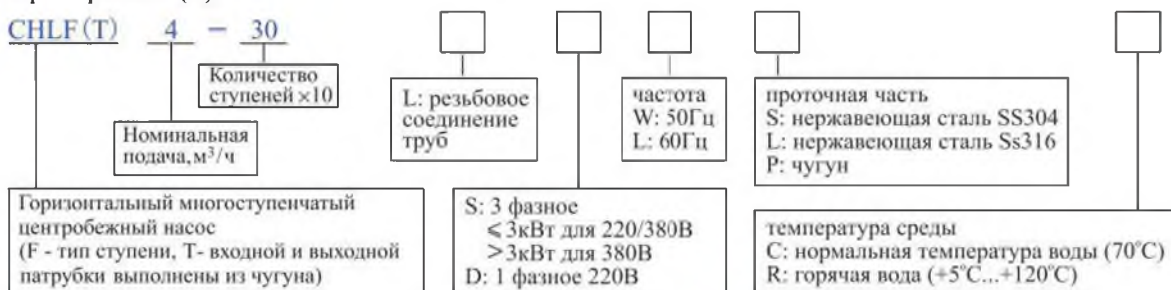 CHLF(T) 4 – 30
Количество
ступеней ×10
Номинальная
подача, м³/ч
L: резьбовое
соединение
труб
частота
W: 50Гц
L: 60Гц
проточная часть
S: нержавеющая сталь SS304
L: нержавеющая сталь Ss316
P: чугун
Горизонтальный многоступенчатый
центробежный насос
(F - тип ступени, T- входной и выходной
патрубки выполнены из чугуна)
S: 3 фазное
⩽3кВт для 220/380В
>3кВт для 380В
D: 1 фазное 220В
температура среды
C: нормальная температура воды (70°C)
R: горячая вода (+5°C...+120°C)